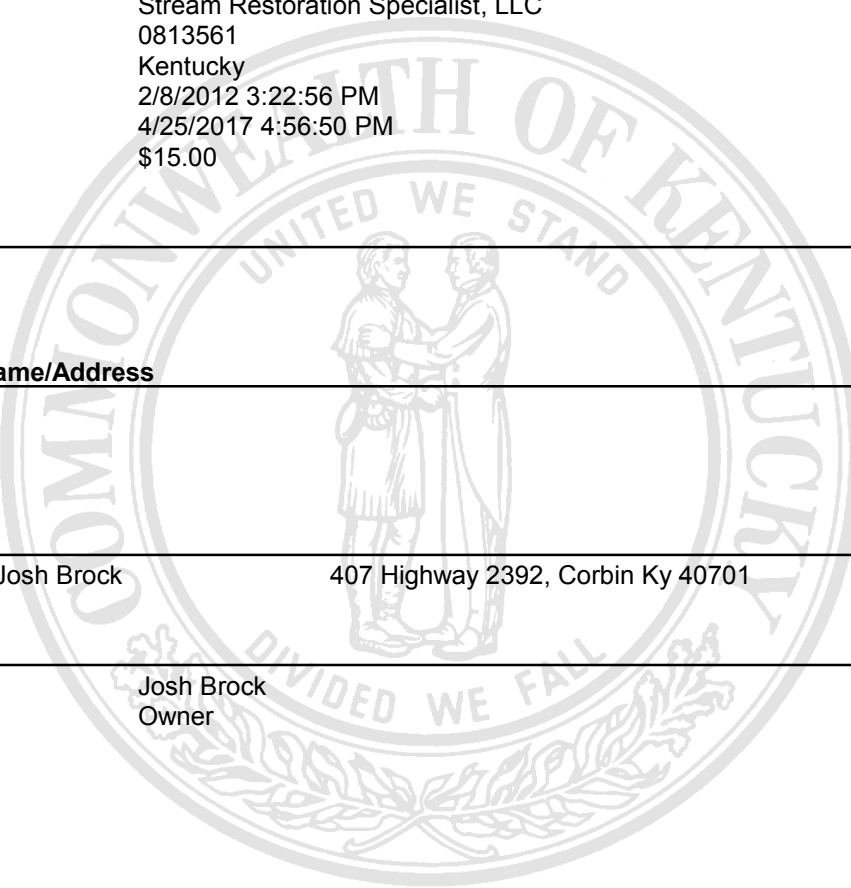 Stream Restoration Specialist, LLC
0813561
Kentucky
2/8/2012 3:22:56 PM
4/25/2017 4:56:50 PM
$15.00
COMMONWEALTH OF KENTUCKY
UNITED WE STAND
ame/Address
Josh Brock 407 Highway 2392, Corbin Ky 40701
DIVIDED WE FALL
Josh Brock
Owner